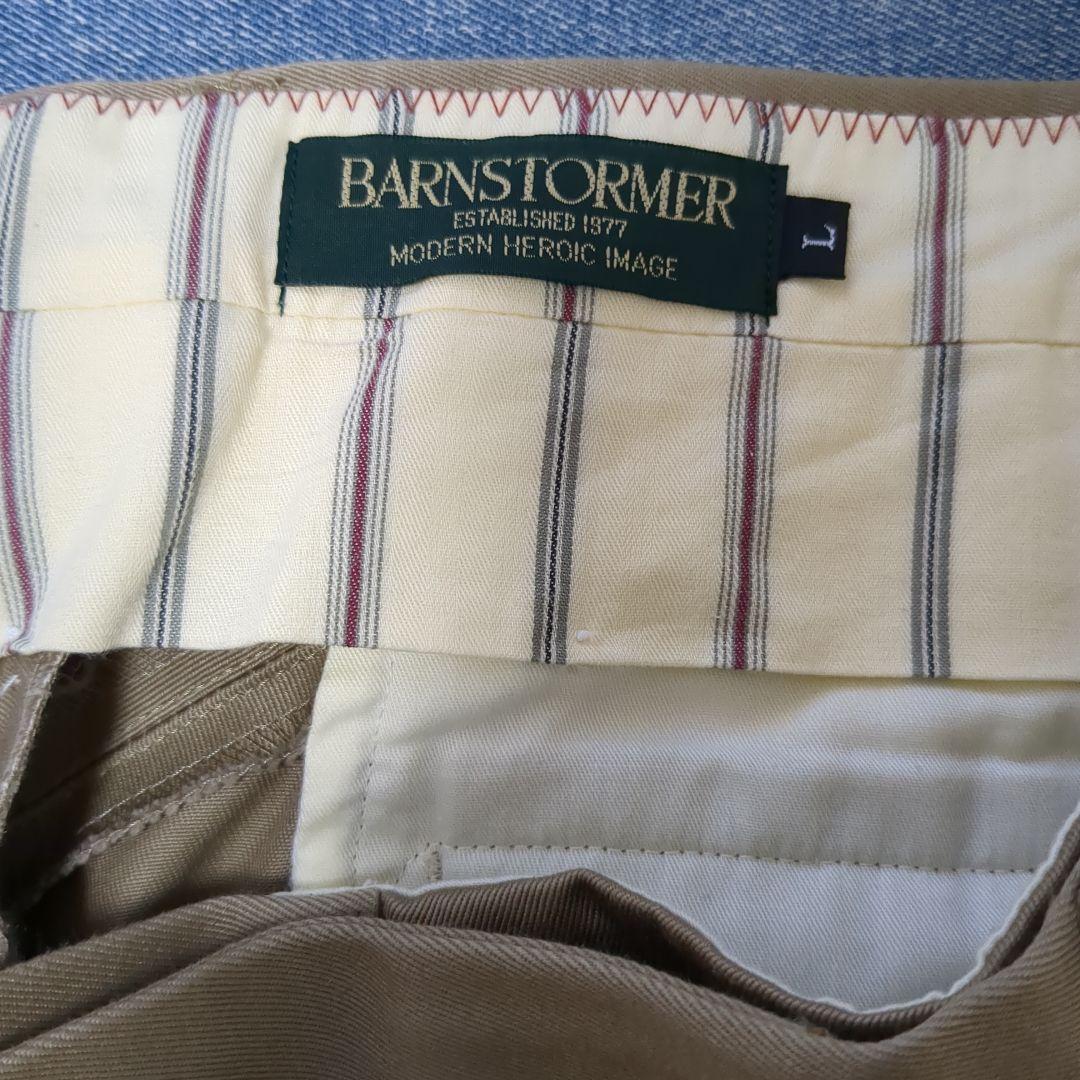 BARNSTORMER
ESTABLISHED 1977
MODERN HEROIC IMAGE
L